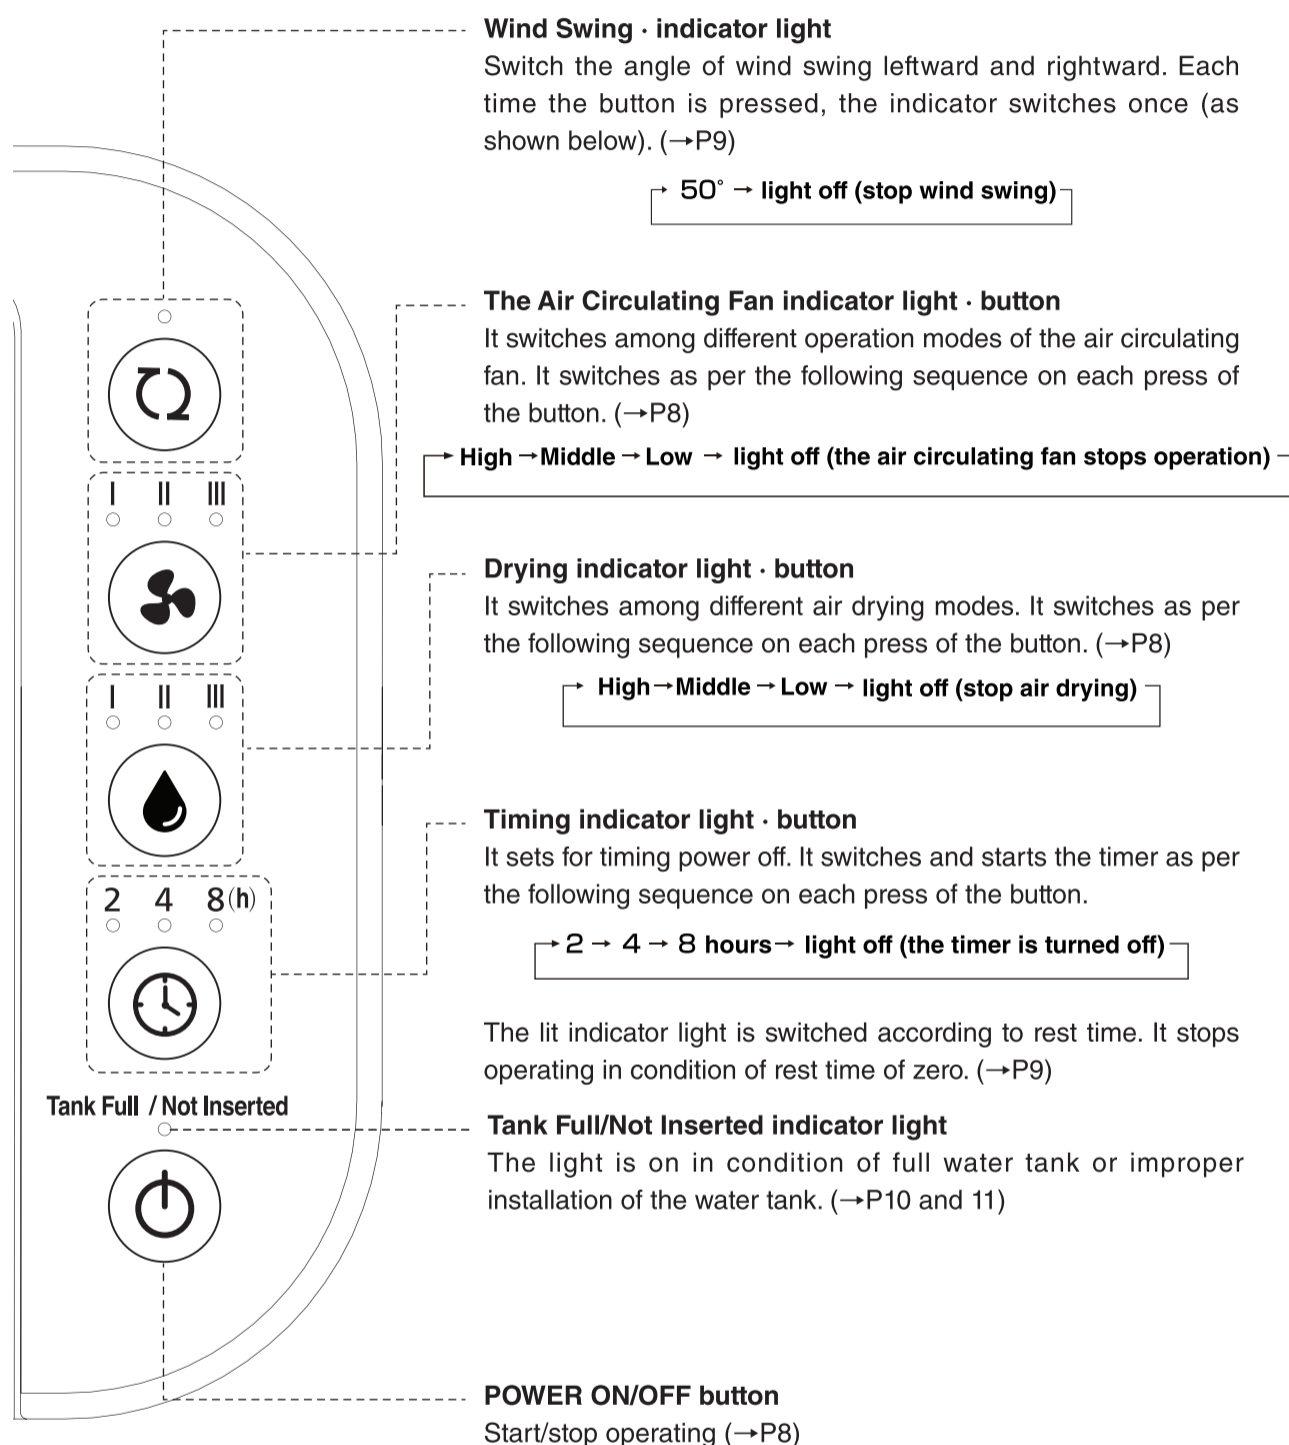 Wind Swing · indicator light
Switch the angle of wind swing leftward and rightward. Each
time the button is pressed, the indicator switches once (as
shown below). (→P9)
50° → light off (stop wind swing)
The Air Circulating Fan indicator light · button
It switches among different operation modes of the air circulating
fan. It switches as per the following sequence on each press of
the button. (→P8)
High → Middle → Low → light off (the air circulating fan stops operation)
I II III
Drying indicator light · button
It switches among different air drying modes. It switches as per
the following sequence on each press of the button. (→P8)
High → Middle → Low → light off (stop air drying)
I II III
Timing indicator light · button
It sets for timing power off. It switches and starts the timer as per
the following sequence on each press of the button.
2 4 8(h)
2 → 4 → 8 hours → light off (the timer is turned off)
The lit indicator light is switched according to rest time. It stops
operating in condition of rest time of zero. (→P9)
Tank Full / Not Inserted
Tank Full/Not Inserted indicator light
The light is on in condition of full water tank or improper
installation of the water tank. (→P10 and 11)
POWER ON/OFF button
Start/stop operating (→P8)